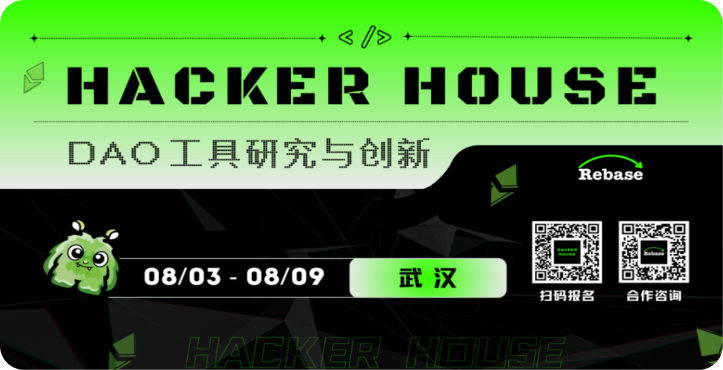 </>
HACKER HOUSE
DAO工具研究与创新
Rebase
08/03 - 08/09
武汉
HACKER HOUSE
Rebase
扫码报名
合作咨询
HACKER HOUSE